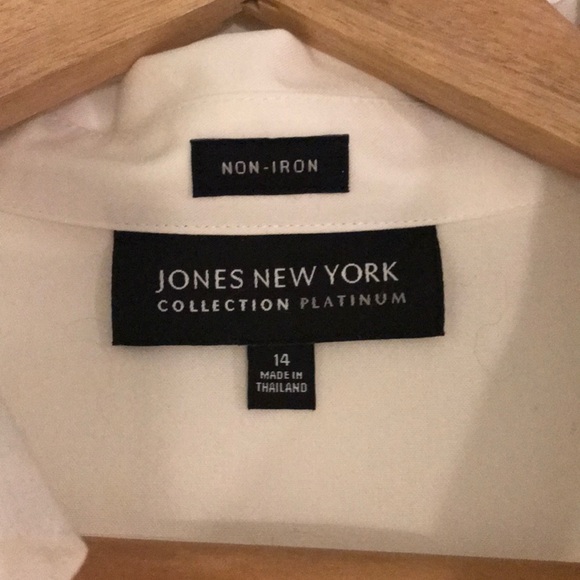 NON-IRON
JONES NEW YORK
COLLECTION PLATINUM
14
MADE IN
THAILAND